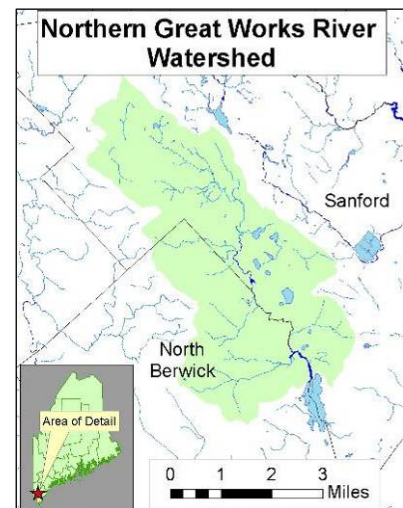 Northern Great Works River
Watershed
Sanford
North
Berwick
Area of Detail
0 1 2 3
Miles